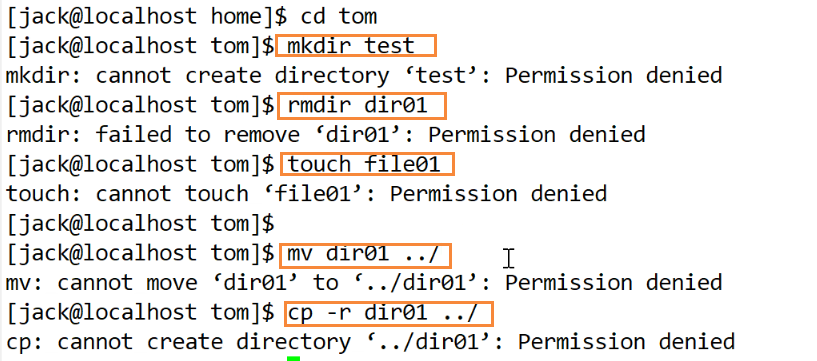 [jack@localhost home]$ cd tom
[jack@localhost tom]$ mkdir test
mkdir: cannot create directory ‘test’: Permission denied
[jack@localhost tom]$ rmdir dir01
rmdir: failed to remove ‘dir01’: Permission denied
[jack@localhost tom]$ touch file01
touch: cannot touch ‘file01’: Permission denied
[jack@localhost tom]$
[jack@localhost tom]$ mv dir01 ../
mv: cannot move ‘dir01’ to ‘../dir01’: Permission denied
[jack@localhost tom]$ cp -r dir01 ../
cp: cannot create directory ‘../dir01’: Permission denied